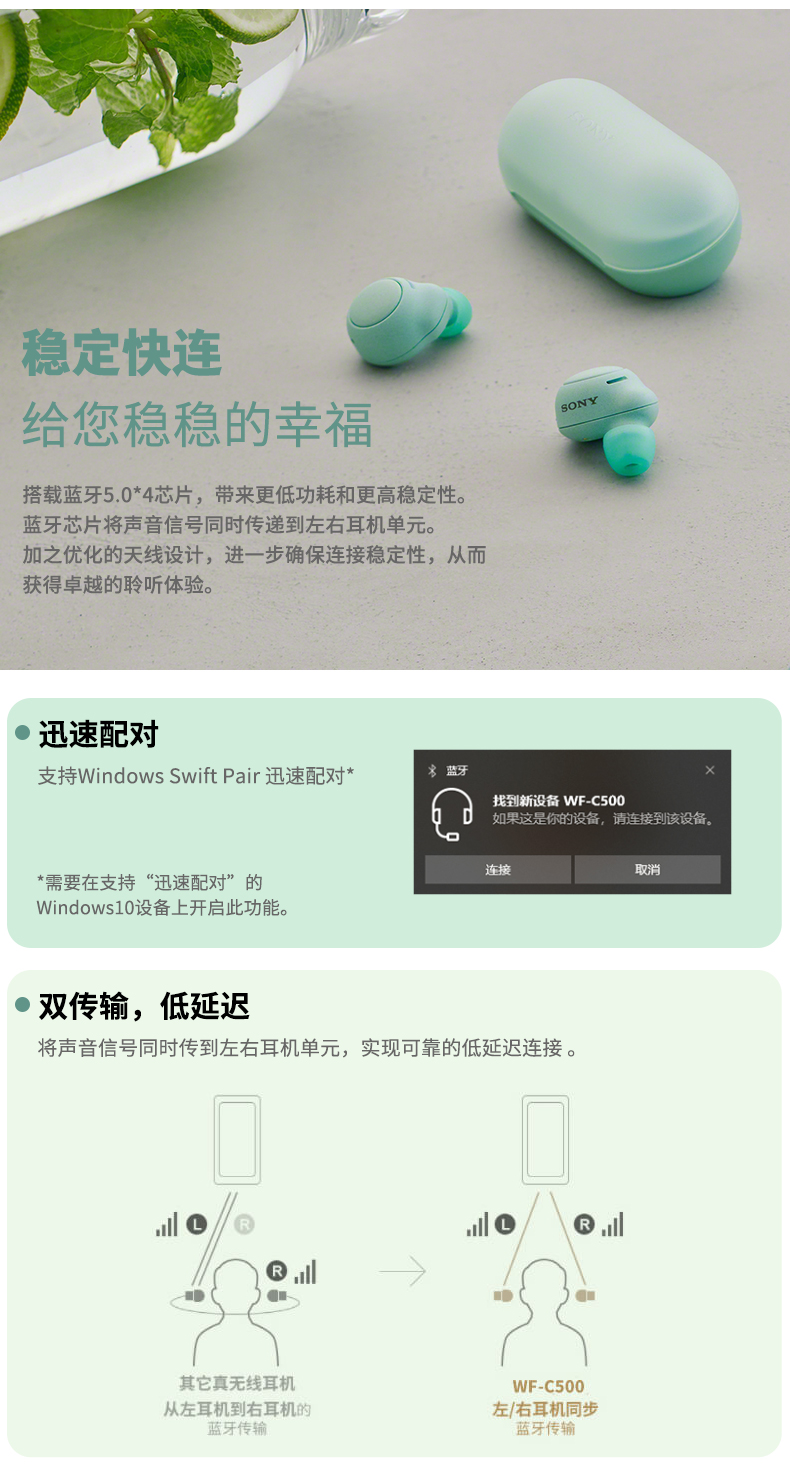 SONY
稳定快连
给您稳稳的幸福
SONY
搭载蓝牙5.0*4芯片，带来更低功耗和更高稳定性。
蓝牙芯片将声音信号同时传递到左右耳机单元。
加之优化的天线设计，进一步确保连接稳定性，从而
获得卓越的聆听体验。
迅速配对
支持Windows Swift Pair 迅速配对*
*需要在支持“迅速配对”的
Windows10设备上开启此功能。
蓝牙
找到新设备 WF-C500
如果这是你的设备，请连接到该设备。
连接
取消
双传输，低延迟
将声音信号同时传到左右耳机单元，实现可靠的低延迟连接 。
L
R
R
L
R
其它真无线耳机
从左耳机到右耳机的
蓝牙传输
WF-C500
左/右耳机同步
蓝牙传输